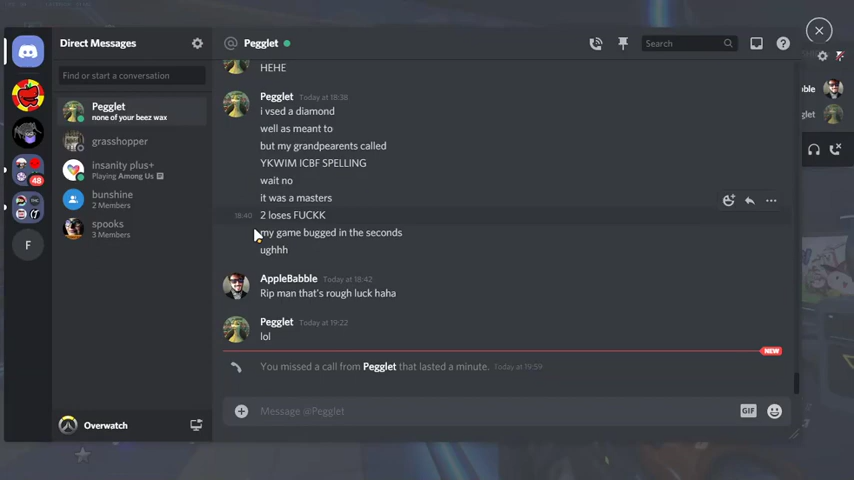 Direct Messages
@ Pegglet
Search
Find or start a conversation
Pegglet
none of your beez wax
grasshopper
insanity plus+
Playing Among Us
bunshine
2 Members
spooks
3 Members
48
F
Overwatch
HEHE
Pegglet Today at 18:38
i vsed a diamond
well as meant to
but my grandpearents called
YKWIM ICBF SPELLING
wait no
it was a masters
18:40 2 loses FUCKK
my game bugged in the seconds
ughhh
AppleBabble Today at 18:42
Rip man that's rough luck haha
Pegglet Today at 19:22
lol
NEW
You missed a call from Pegglet that lasted a minute. Today at 19:59
Message @Pegglet
GIF
bble
glet